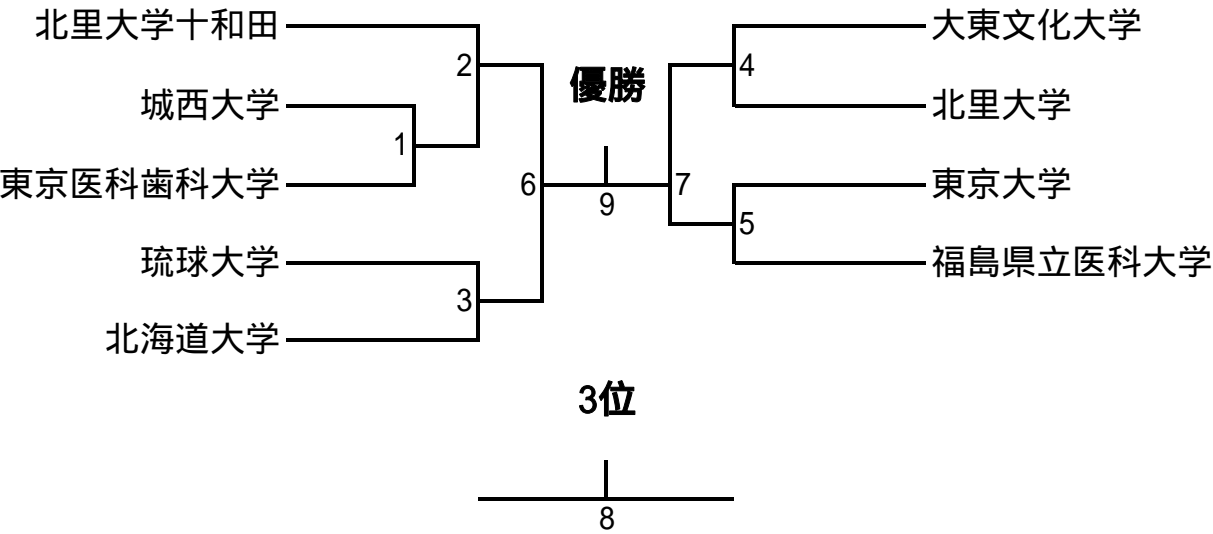 北里大学十和田
大東文化大学
2
4
優勝
城西大学
北里大学
1
東京医科歯科大学
6
7
東京大学
9
5
琉球大学
福島県立医科大学
3
北海道大学
3位
8